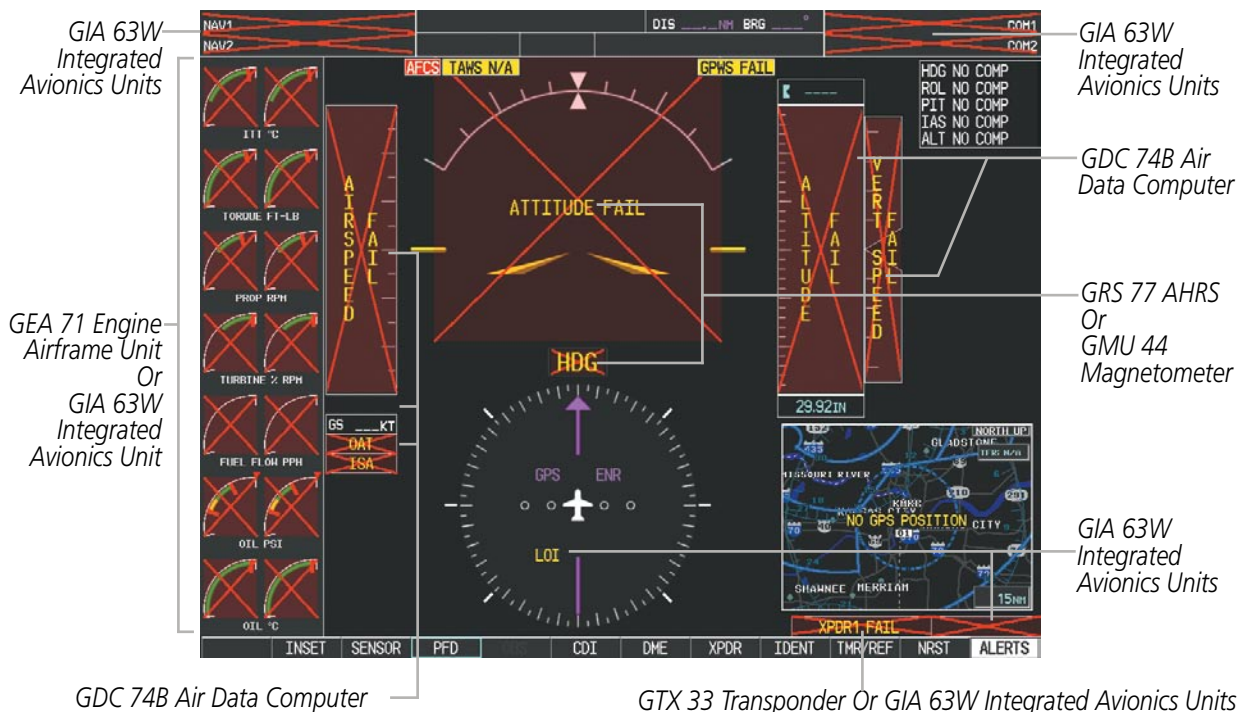 GIA 63W
Integrated
Avionics Units
NAV1
NAV2
DIS __._NM BRG ___°
COM1
COM2
GIA 63W
Integrated
Avionics Units
AFCS TAWS N/A
GPWS FAIL
HDG NO COMP
ROL NO COMP
PIT NO COMP
IAS NO COMP
ALT NO COMP
GDC 74B Air
Data Computer
ITT °C
TORQUE FT-LB
PROP RPM
TURBINE % RPM
FUEL FLOW PPH
OIL PSI
OIL °C
GEA 71 Engine
Airframe Unit
Or
GIA 63W
Integrated
Avionics Unit
AIRSPEED FAIL
ATTITUDE FAIL
ALTITUDE FAIL
VERT SPEED FAIL
GRS 77 AHRS
Or
GMU 44
Magnetometer
HDG
29.92IN
GS ___KT
OAT
ISA
GPS ENR
LOI
NORTH UP
GLADSTONE
TERR N/A
MISSOURI RIVER
435
210
291
NO GPS POSITION
CITY
70
SHAWNEE MERRIAM
15NM
GIA 63W
Integrated
Avionics Units
XPDR1 FAIL
INSET SENSOR PFD OBS CDI DME XPDR IDENT TMR/REF NRST ALERTS
GDC 74B Air Data Computer
GTX 33 Transponder Or GIA 63W Integrated Avionics Units